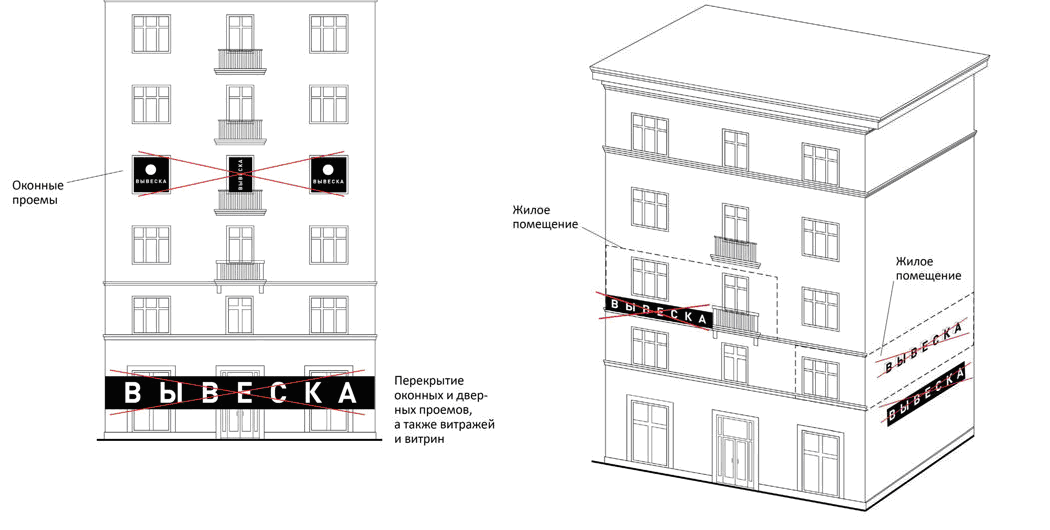 Оконные
проемы
ВЫВЕСКА
ВЫВЕСКА
ВЫВЕСКА
ВЫВЕСКА
Перекрытие
оконных и двер-
ных проемов,
а также витражей
и витрин
Жилое
помещение
ВЫВЕСКА
Жилое
помещение
ВЫВЕСКА
ВЫВЕСКА